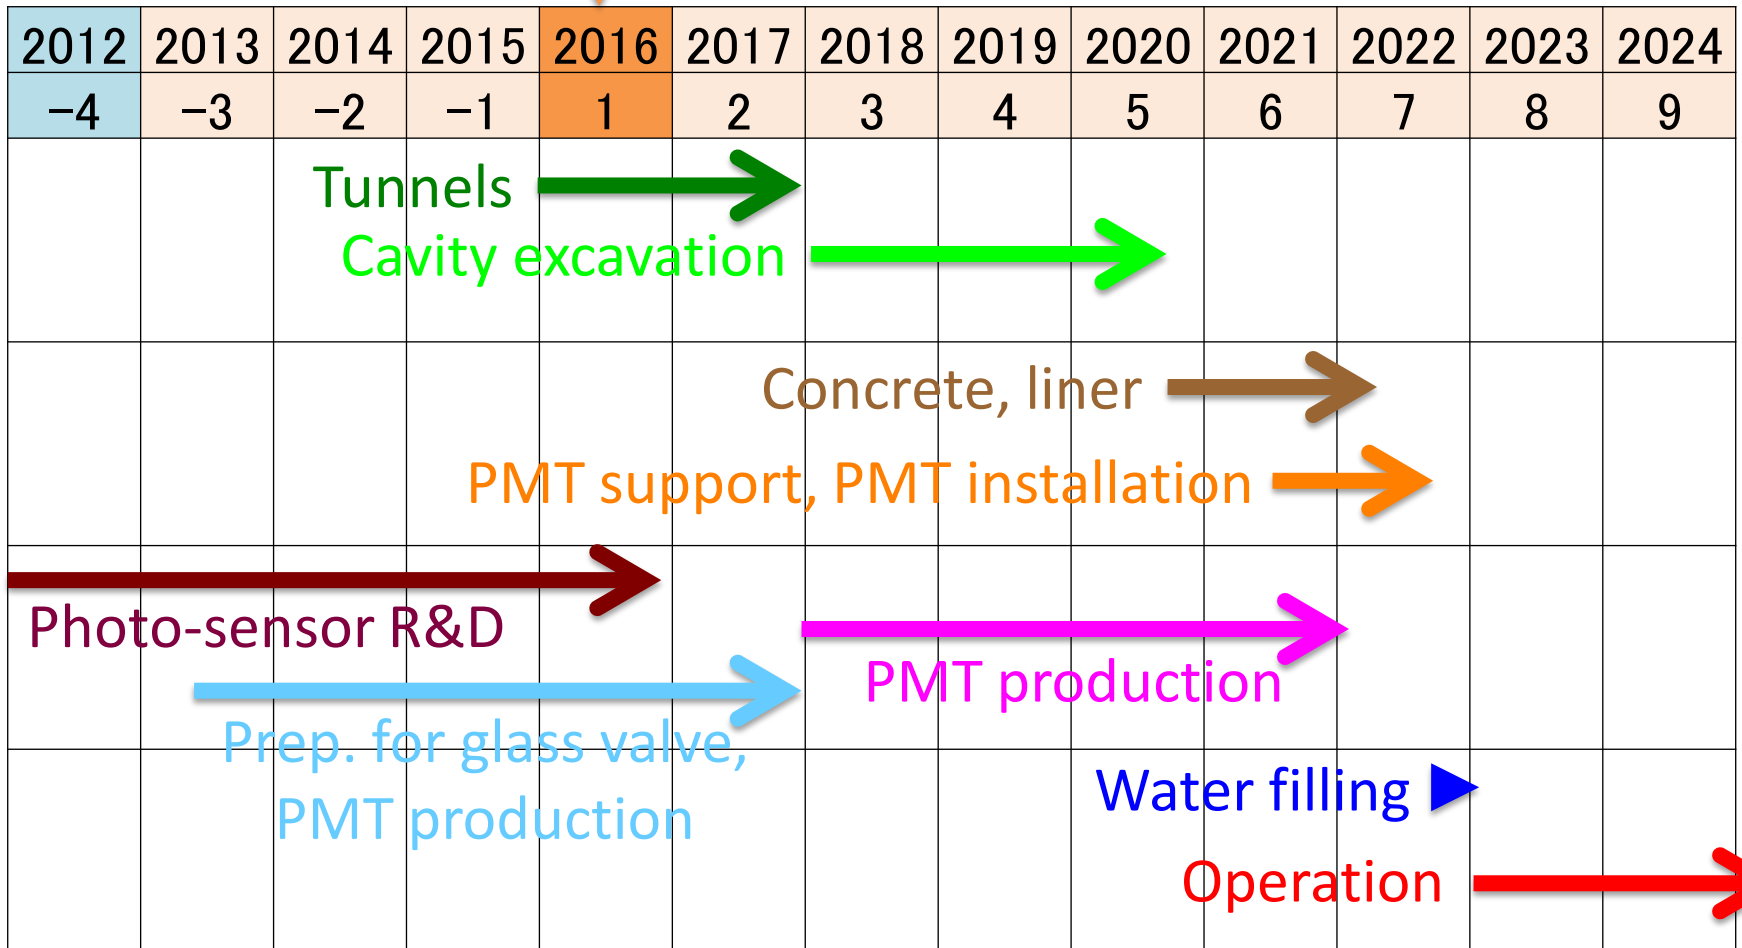 2012 2013 2014 2015 2016 2017 2018 2019 2020 2021 2022 2023 2024
−4 −3 −2 −1 1 2 3 4 5 6 7 8 9
Tunnels
Cavity excavation
Concrete, liner
PMT support, PMT installation
Photo-sensor R&D
PMT production
Prep. for glass valve,
PMT production
Water filling
Operation